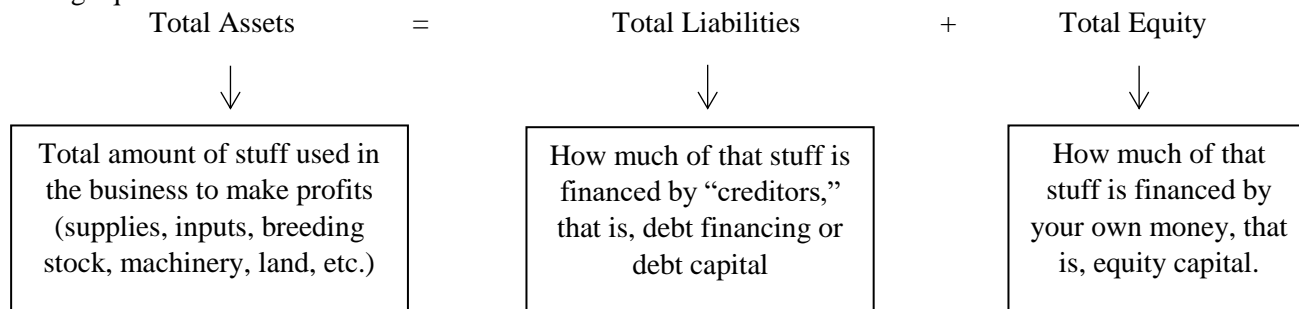 Total Assets = Total Liabilities + Total Equity
Total amount of stuff used in
the business to make profits
(supplies, inputs, breeding
stock, machinery, land, etc.)
How much of that stuff is
financed by “creditors,”
that is, debt financing or
debt capital
How much of that
stuff is financed by
your own money, that
is, equity capital.